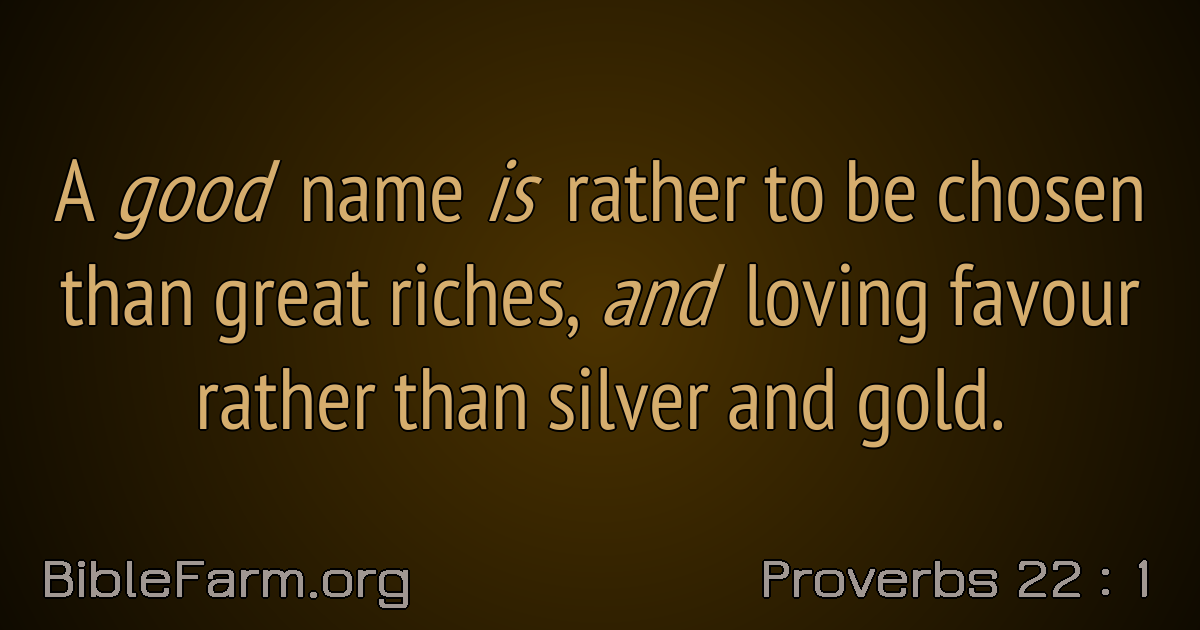 A good name is rather to be chosen
than great riches, and loving favour
rather than silver and gold.
BibleFarm.org
Proverbs 22 : 1